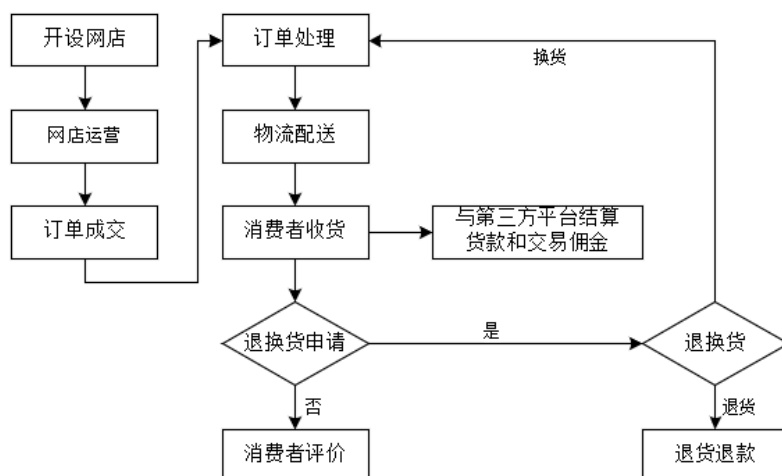 开设网店
订单处理
换货
网店运营
物流配送
订单成交
消费者收货
与第三方平台结算
货款和交易佣金
退换货申请
是
退换货
否
退货
消费者评价
退货退款